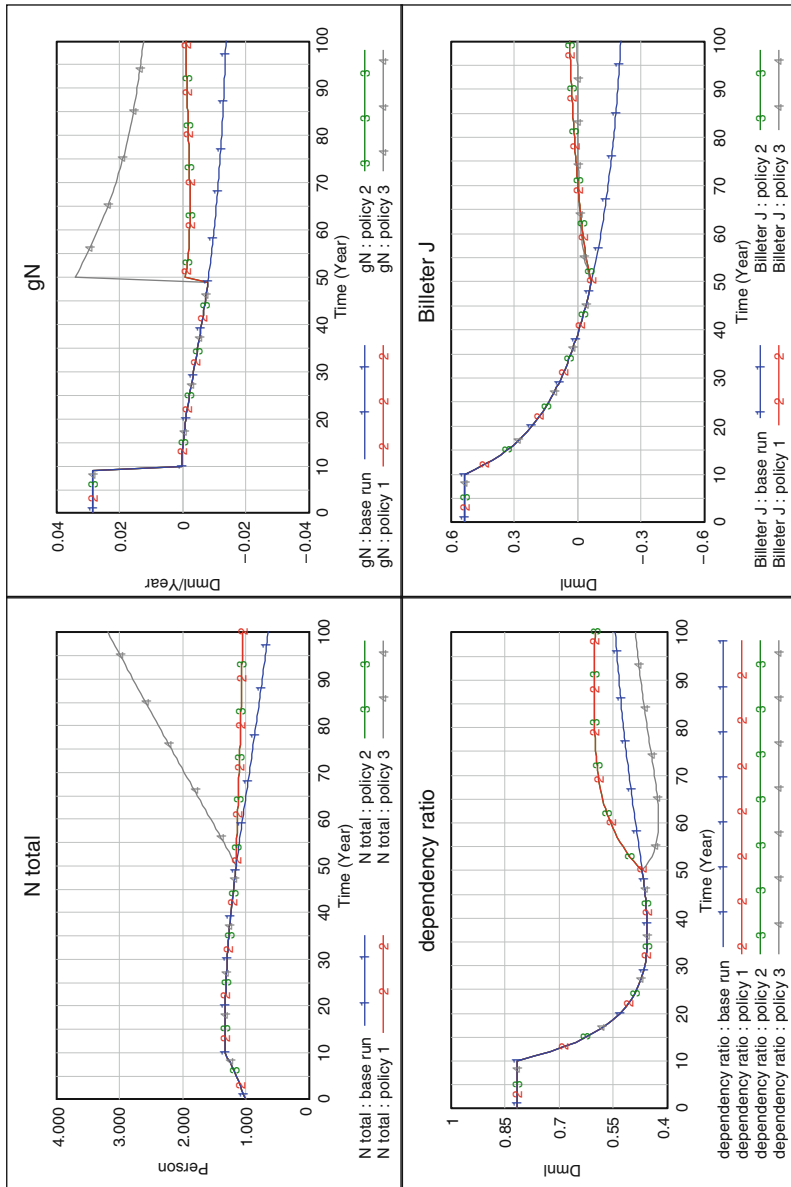 N total
4.000
3.000
2.000
1.000
0
Person
0 10 20 30 40 50 60 70 80 90 100
Time (Year)
N total : base run
N total : policy 1
N total : policy 2
N total : policy 3
gN
0.04
0.02
0
−0.02
−0.04
Dmnl/Year
0 10 20 30 40 50 60 70 80 90 100
Time (Year)
gN : base run
gN : policy 1
gN : policy 2
gN : policy 3
dependency ratio
1
0.85
0.7
0.55
0.4
Dmnl
0 10 20 30 40 50 60 70 80 90 100
Time (Year)
dependency ratio : base run
dependency ratio : policy 1
dependency ratio : policy 2
dependency ratio : policy 3
Billeter J
0.6
0.3
0
−0.3
−0.6
Dmnl
0 10 20 30 40 50 60 70 80 90 100
Time (Year)
Billeter J : base run
Billeter J : policy 1
Billeter J : policy 2
Billeter J : policy 3